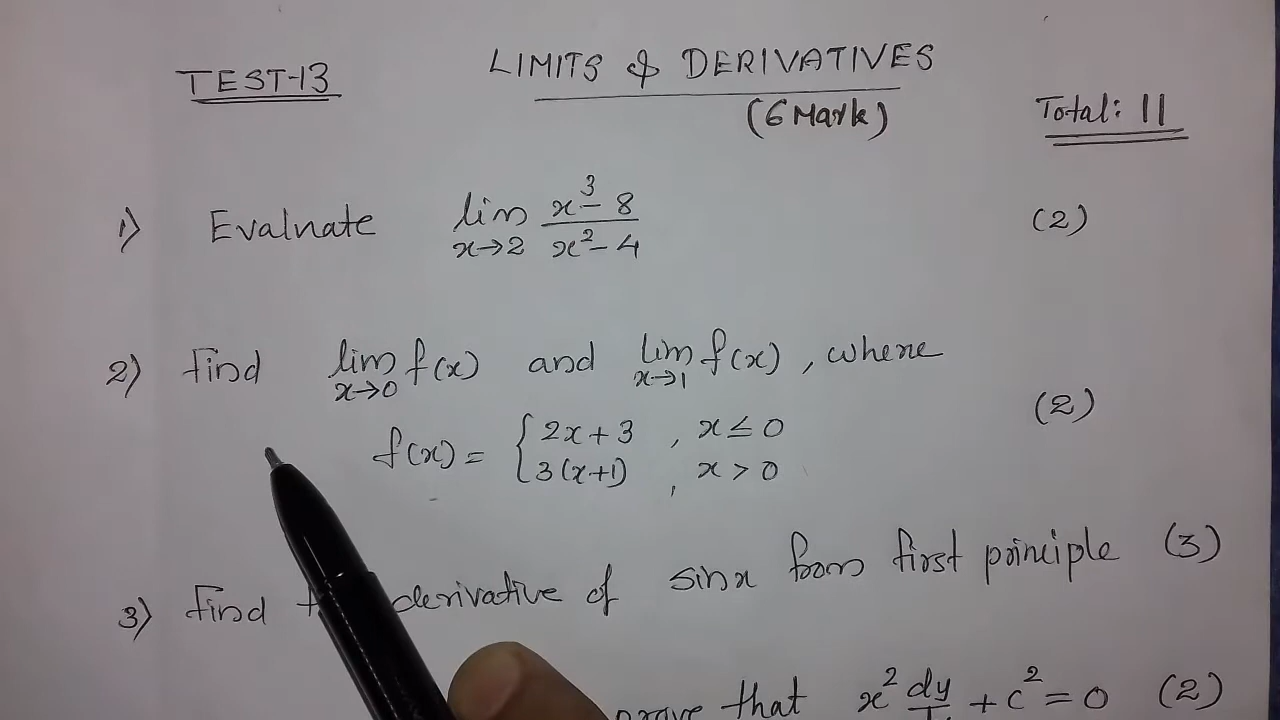 TEST-13
LIMITS & DERIVATIVES
(6 Mark)
Total: 11
1) Evaluate lim x→2 x³-8 / x²-4 (2)
2) Find lim x→0 f(x) and lim x→1 f(x), where
f(x) = { 2x+3 , x ≤ 0 (2)
3(x+1) , x > 0
3) Find derivative of sinx from first principle (3)
prove that x² dy + c² = 0 (2)